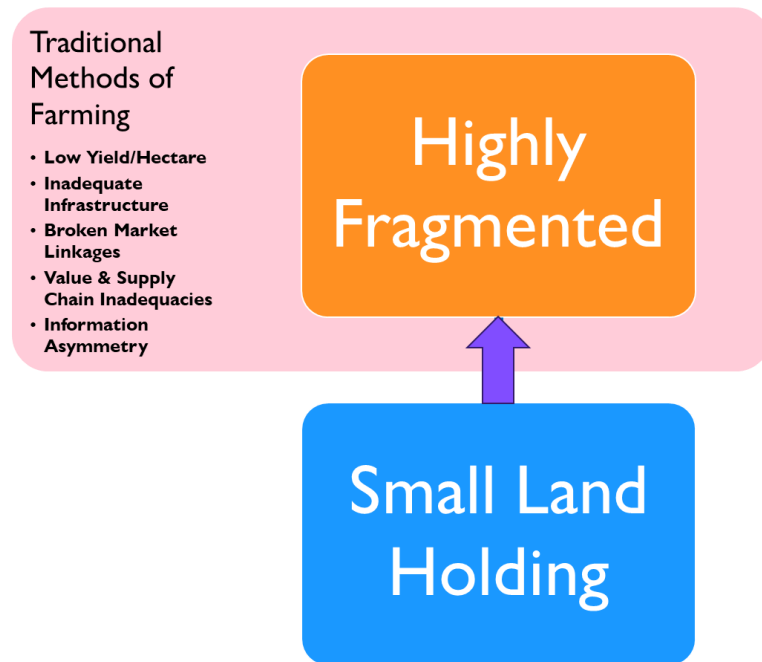 Traditional
Methods of
Farming
• Low Yield/Hectare
• Inadequate
Infrastructure
• Broken Market
Linkages
• Value & Supply
Chain Inadequacies
• Information
Asymmetry
Highly
Fragmented
Small Land
Holding